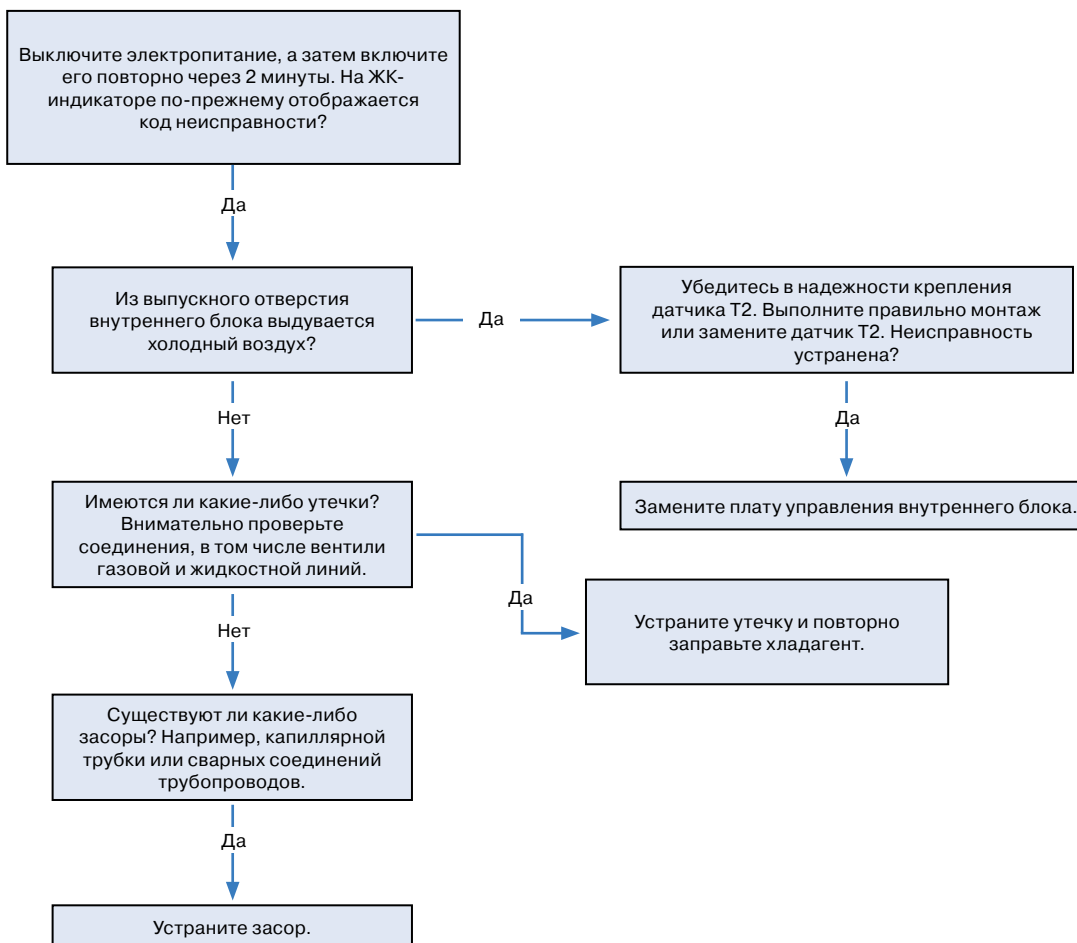 Выключите электропитание, а затем включите
его повторно через 2 минуты. На ЖК-
индикаторе по-прежнему отображается
код неисправности?
Да
Из выпускного отверстия
внутреннего блока выдувается
холодный воздух?
Да
Убедитесь в надежности крепления
датчика Т2. Выполните правильно монтаж
или замените датчик Т2. Неисправность
устранена?
Нет
Да
Имеются ли какие-либо утечки?
Внимательно проверьте
соединения, в том числе вентили
газовой и жидкостной линий.
Замените плату управления внутреннего блока.
Да
Устраните утечку и повторно
заправьте хладагент.
Нет
Существуют ли какие-либо
засоры? Например, капиллярной
трубки или сварных соединений
трубопроводов.
Да
Устраните засор.